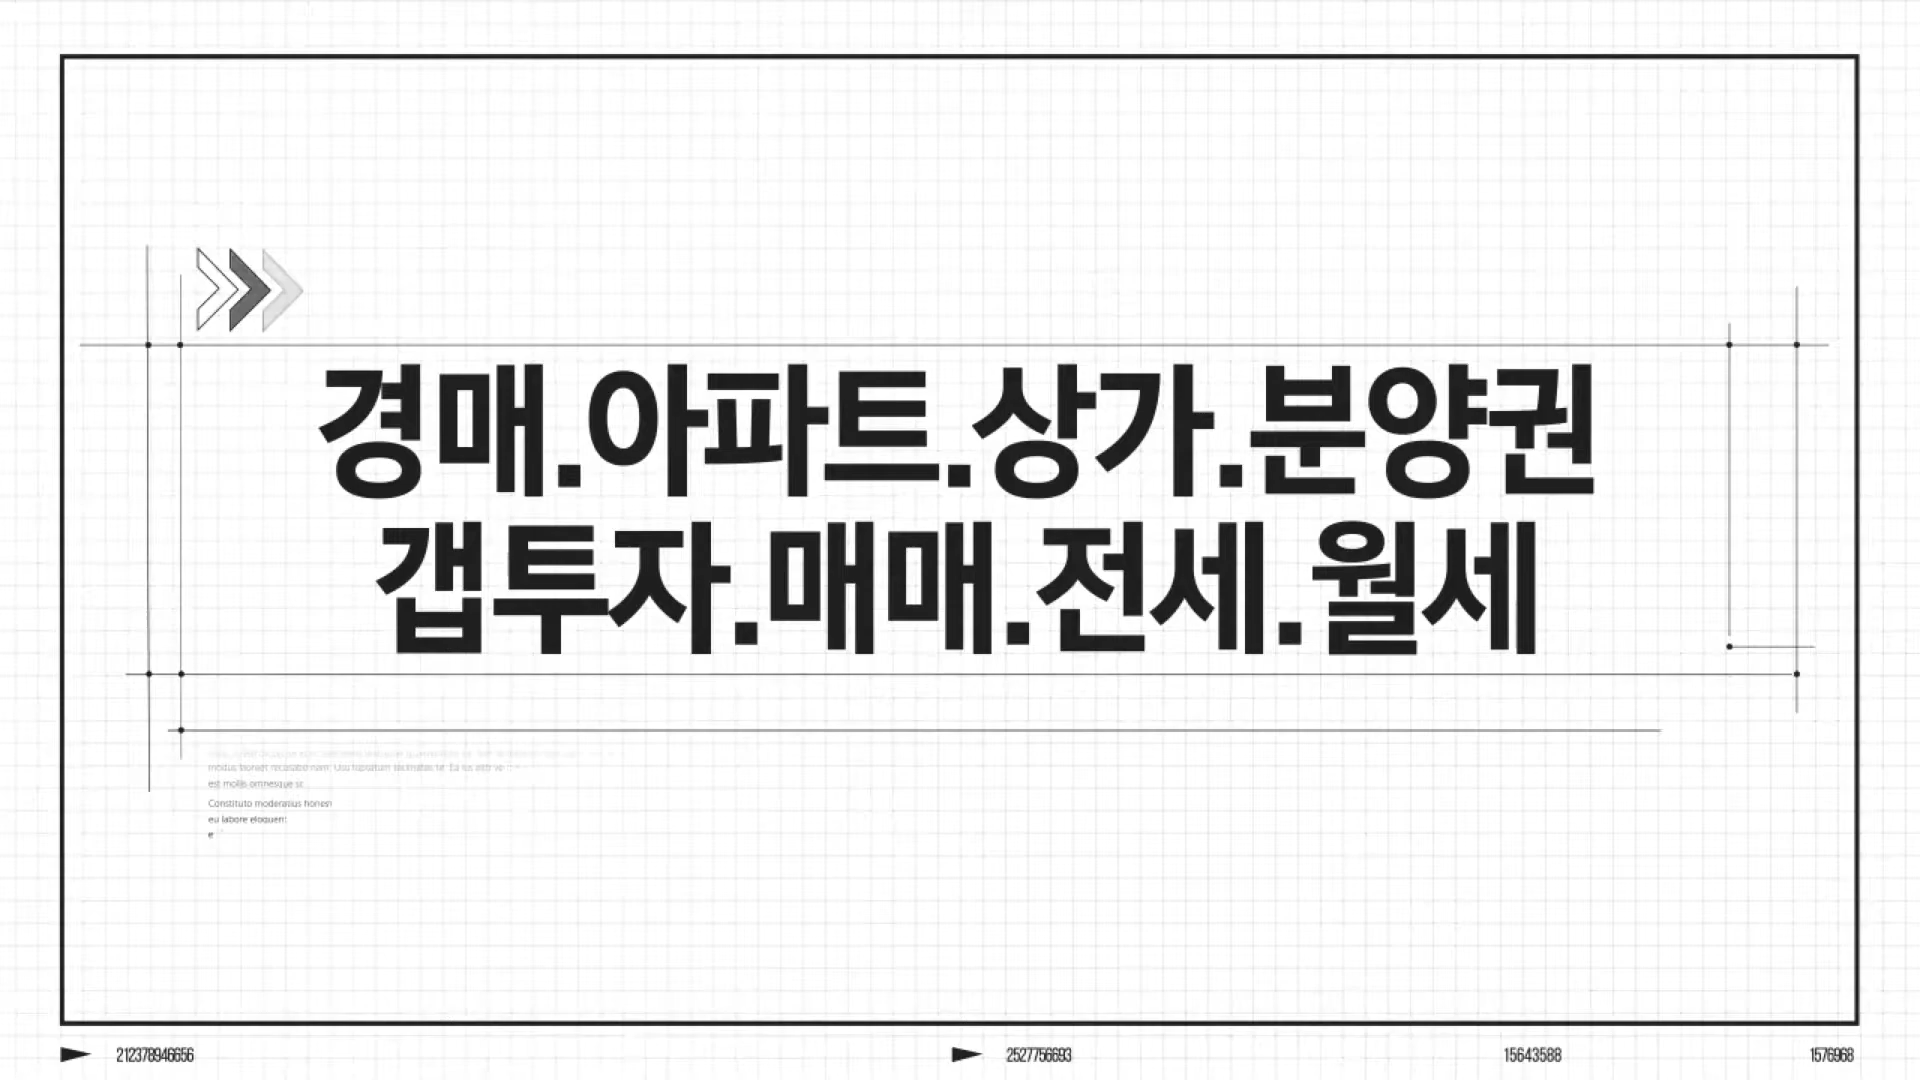 경매.아파트.상가.분양권
갭투자.매매.전세.월세
est mollis omnesque
Constituto moderatius
eu labore
e
212378946656
2527756693
15643588
1576968